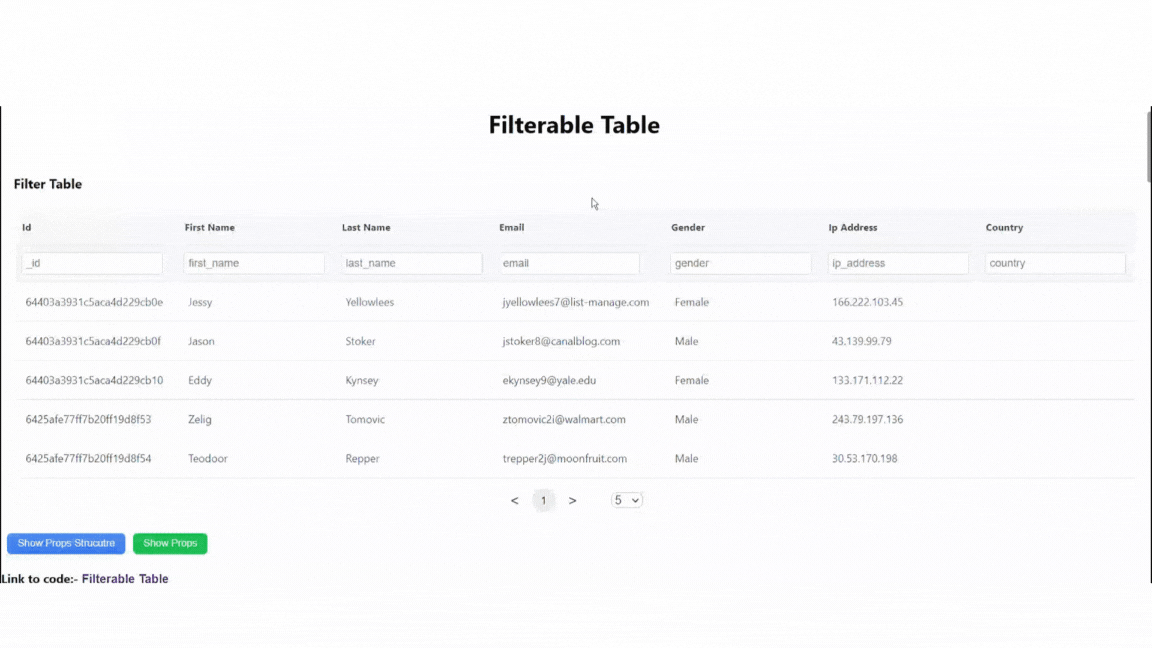 Filterable Table
Filter Table
Id First Name Last Name Email Gender Ip Address Country
_id first_name last_name email gender ip_address country
64403a3931c5aca4d229cb0e Jessy Yellowlees jyellowlees7@list-manage.com Female 166.222.103.45
64403a3931c5aca4d229cb0f Jason Stoker jstoker8@canalblog.com Male 43.139.99.79
64403a3931c5aca4d229cb10 Eddy Kynsey ekynsey9@yale.edu Female 133.171.112.22
6425afe77ff7b20ff19d8f53 Zelig Tomovic ztomovic2i@walmart.com Male 243.79.197.136
6425afe77ff7b20ff19d8f54 Teodoor Repper trepper2j@moonfruit.com Male 30.53.170.198
< 1 > 5
Show Props Strucutre Show Props
Link to code:- Filterable Table